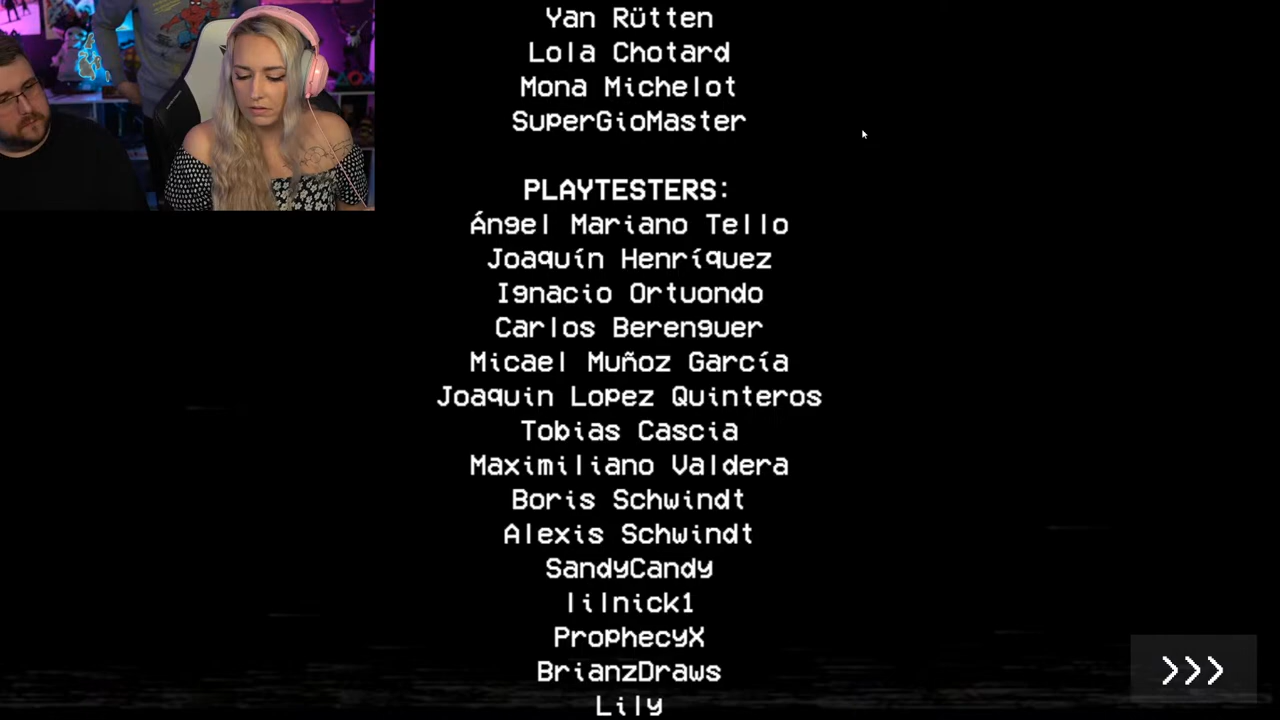 Yan Rütten
Lola Chotard
Mona Michelot
SuperGioMaster
PLAYTESTERS:
Ángel Mariano Tello
Joaquín Henríquez
Ignacio Ortuondo
Carlos Berenguer
Micael Muñoz García
Joaquin Lopez Quinteros
Tobias Cascia
Maximiliano Valdera
Boris Schwindt
Alexis Schwindt
SandyCandy
lilnick1
ProphecyX
BrianzDraws
Lily
>>>